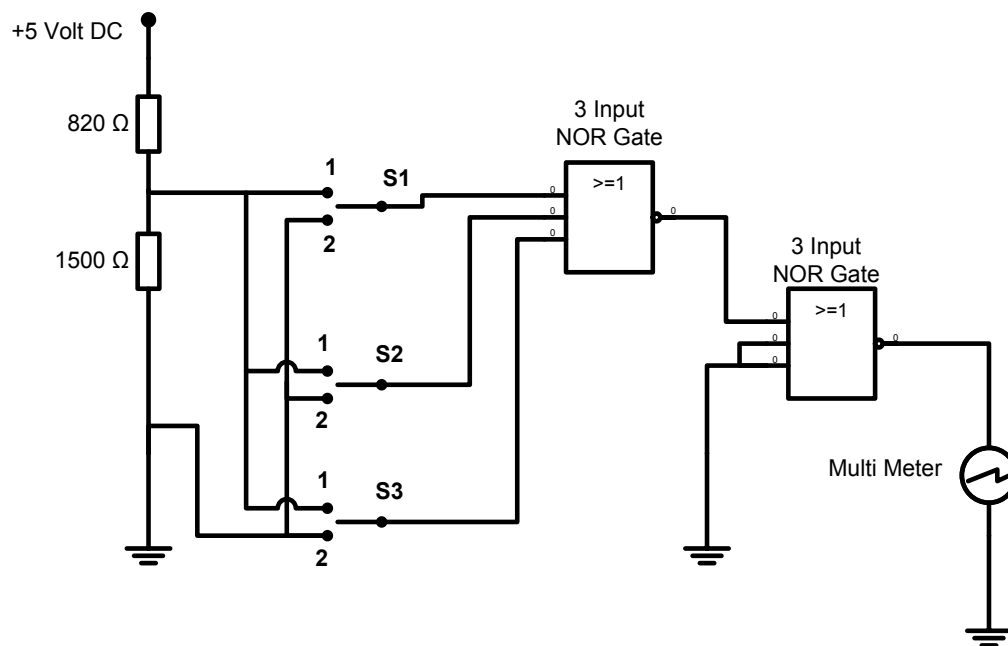 +5 Volt DC
820 Ω
1500 Ω
1
S1
2
1
S2
2
1
S3
2
3 Input
NOR Gate
>=1
0
0
0
0
3 Input
NOR Gate
>=1
0
0
0
0
Multi Meter